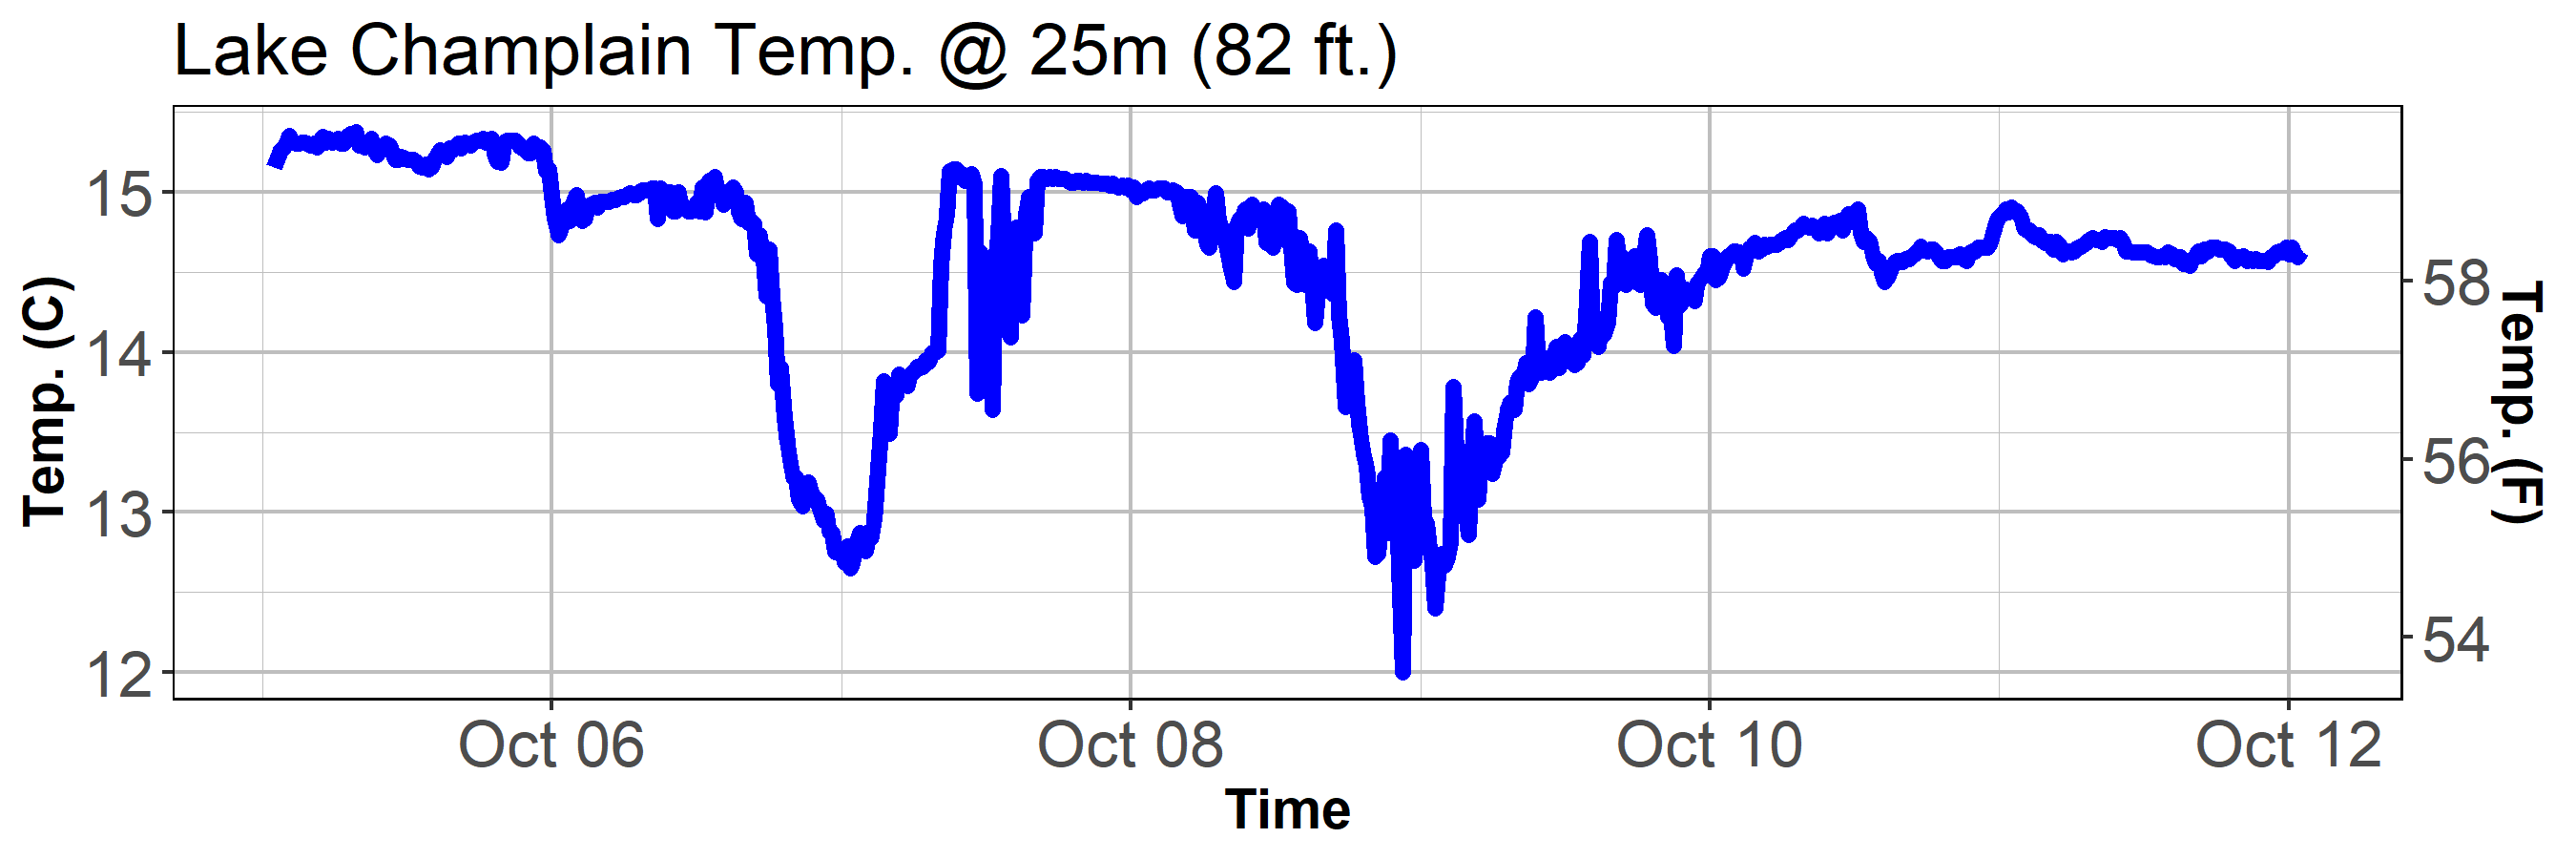 Lake Champlain Temp. @ 25m (82 ft.)
Temp. (C)
15
14
13
12
58
56
54
Temp. (F)
Oct 06
Oct 08
Oct 10
Oct 12
Time